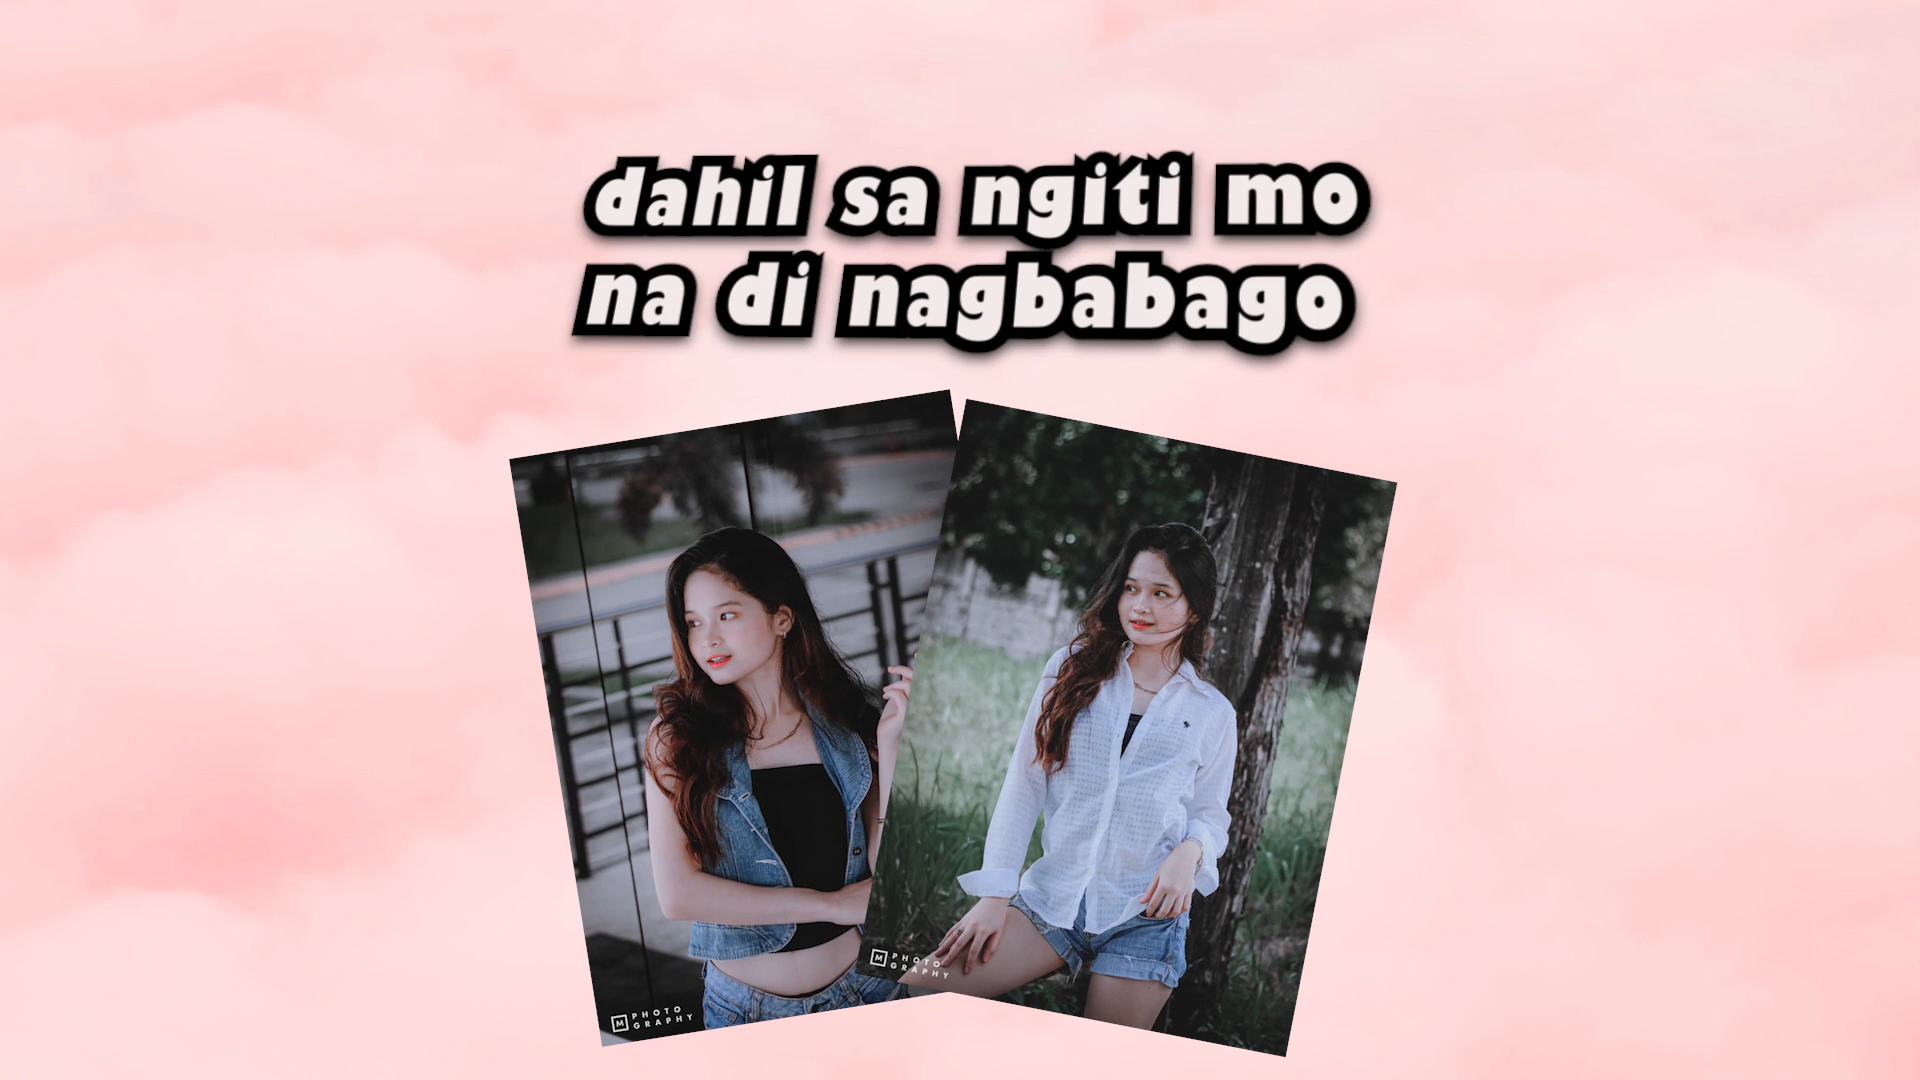 dahil sa ngiti mo
na di nagbabago
M PHOTO
GRAPHY
M PHOTO
GRAPHY